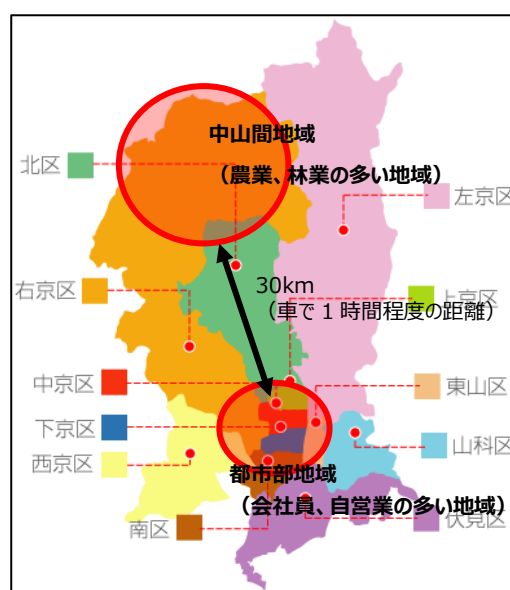 中山間地域
（農業、林業の多い地域）
北区
左京区
30km
（車で１時間程度の距離）
右京区
上京区
中京区
東山区
下京区
山科区
西京区
都市部地域
（会社員、自営業の多い地域）
南区
伏見区